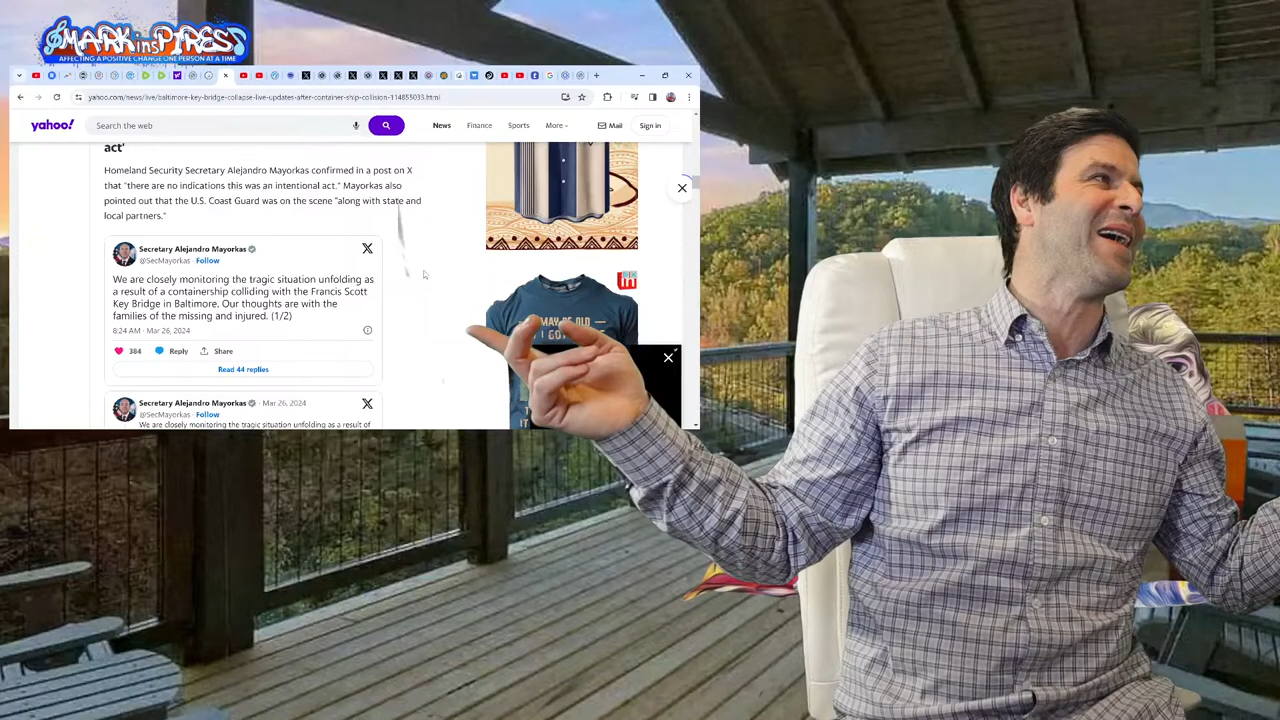 MARKinsPIRES
AFFECTING A POSITIVE CHANGE ONE PERSON AT A TIME
yahoo.com/news/live/baltimore-key-bridge-collapse-live-updates-after-container-ship-collision-114855033.html
yahoo!
Search the web
News
Finance
Sports
More
Mail
Sign in
act'
Homeland Security Secretary Alejandro Mayorkas confirmed in a post on X
that "there are no indications this was an intentional act." Mayorkas also
pointed out that the U.S. Coast Guard was on the scene "along with state and
local partners."
Secretary Alejandro Mayorkas
@SecMayorkas · Follow
We are closely monitoring the tragic situation unfolding as
a result of a containership colliding with the Francis Scott
Key Bridge in Baltimore, Our thoughts are with the
families of the missing and injured. (1/2)
8:24 AM · Mar 26, 2024
384
Reply
Share
Read 44 replies
Secretary Alejandro Mayorkas · Mar 26, 2024
@SecMayorkas · Follow
We are closely monitoring the tragic situation unfolding as a result of
MAY BE OLD